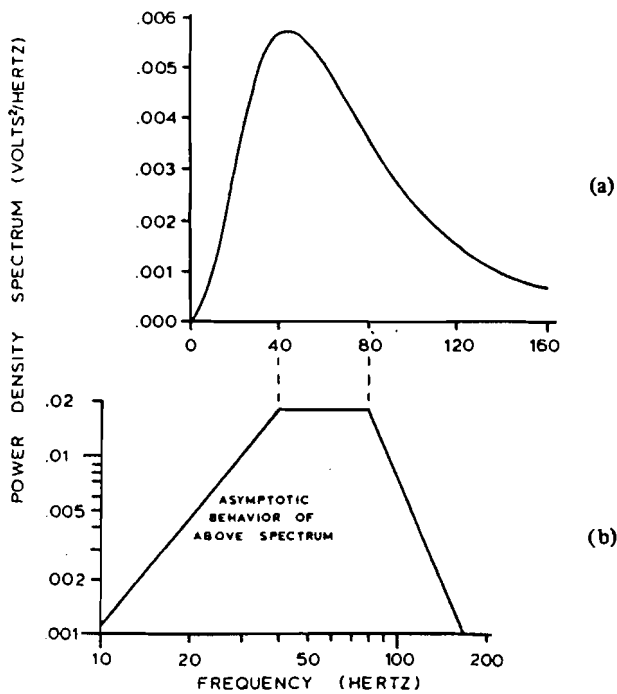 POWER DENSITY SPECTRUM (VOLTS²/HERTZ)
.006
.005
.004
.003
.002
.001
.000
0 40 80 120 160
(a)
.02
.01
.005
.002
.001
ASYMPTOTIC
BEHAVIOR OF
ABOVE SPECTRUM
(b)
10 20 50 100 200
FREQUENCY (HERTZ)